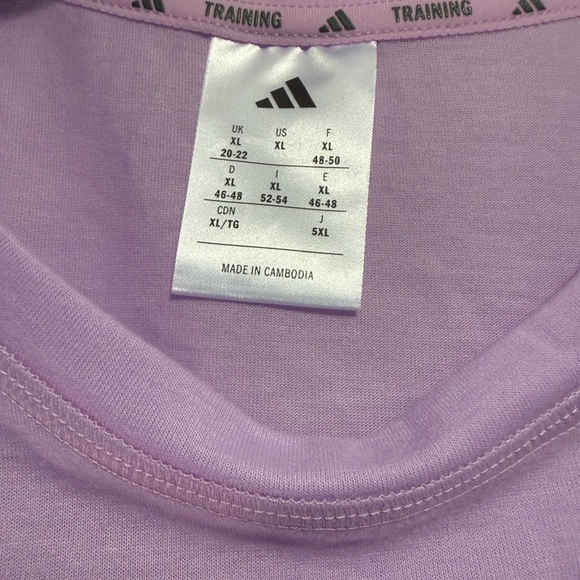 TRAINING TRAINING
UK US F
XL XL XL
20-22 48-50
D I E
XL XL XL
46-48 52-54 46-48
CDN J
XL/TG 5XL
MADE IN CAMBODIA